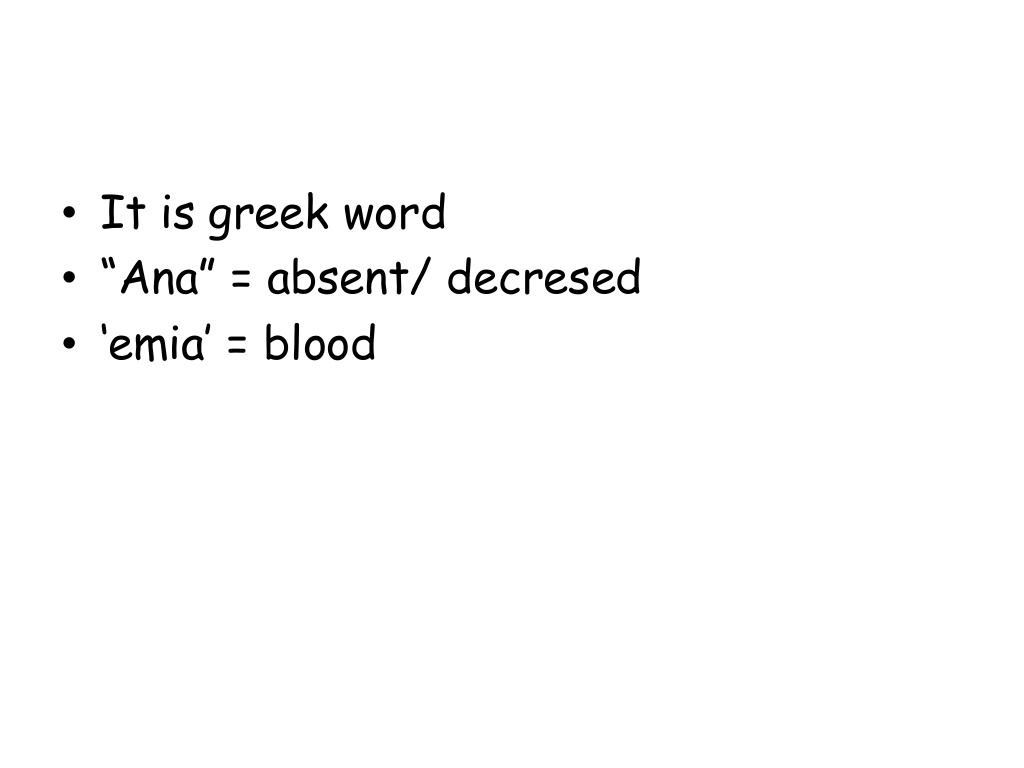 • It is greek word
• “Ana” = absent/ decresed
• ‘emia’ = blood